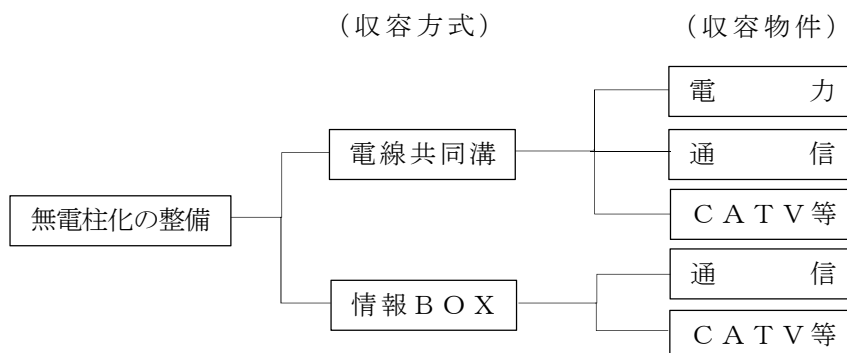 （収容方式） （収容物件）
電力
電線共同溝 通信
無電柱化の整備 ＣＡＴＶ等
通信
情報ＢＯＸ
ＣＡＴＶ等